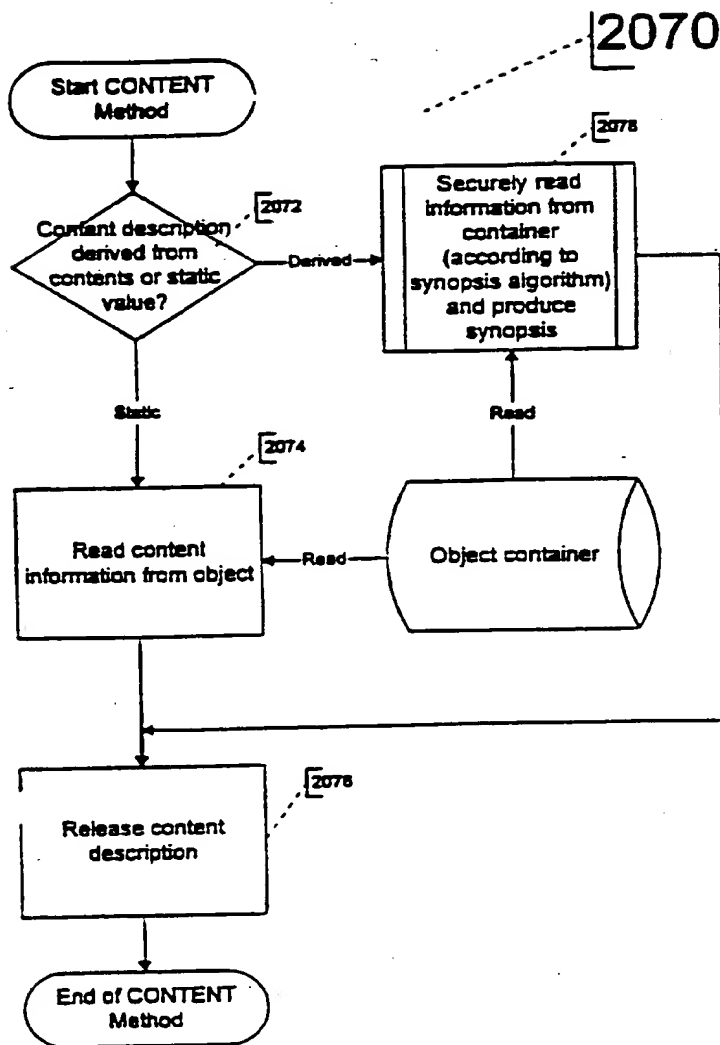 2070
Start CONTENT
Method
2078
Securely read
information from
container
(according to
synopsis algorithm)
and produce
synopsis
2072
Content description
derived from
contents or static
value?
Derived
Static
Read
2074
Read content
information from object
Read
Object container
2076
Release content
description
End of CONTENT
Method